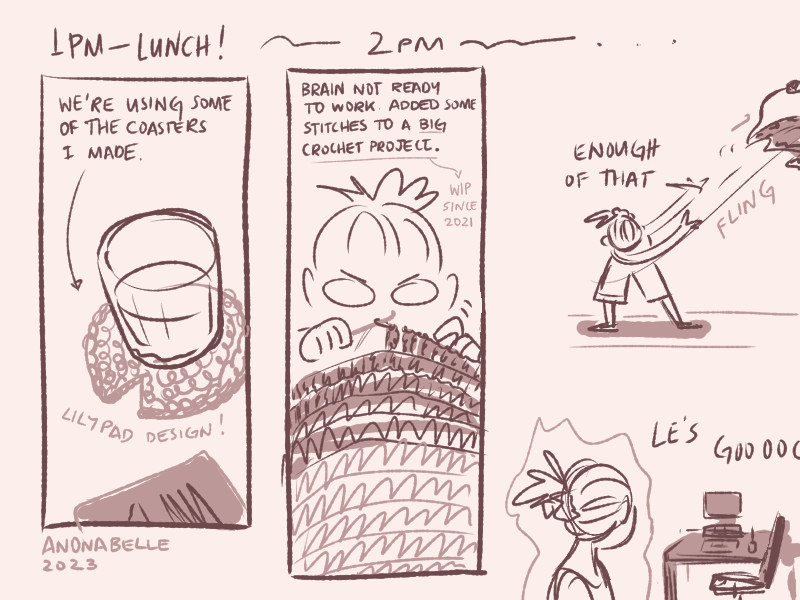 1PM - LUNCH!
WE'RE USING SOME
OF THE COASTERS
I MADE.
LILYPAD DESIGN!
ANONABELLE
2023
2PM
BRAIN NOT READY
TO WORK. ADDED SOME
STITCHES TO A BIG
CROCHET PROJECT.
WIP
SINCE
2021
ENOUGH
OF THAT
FLING
LE'S GOOOOO